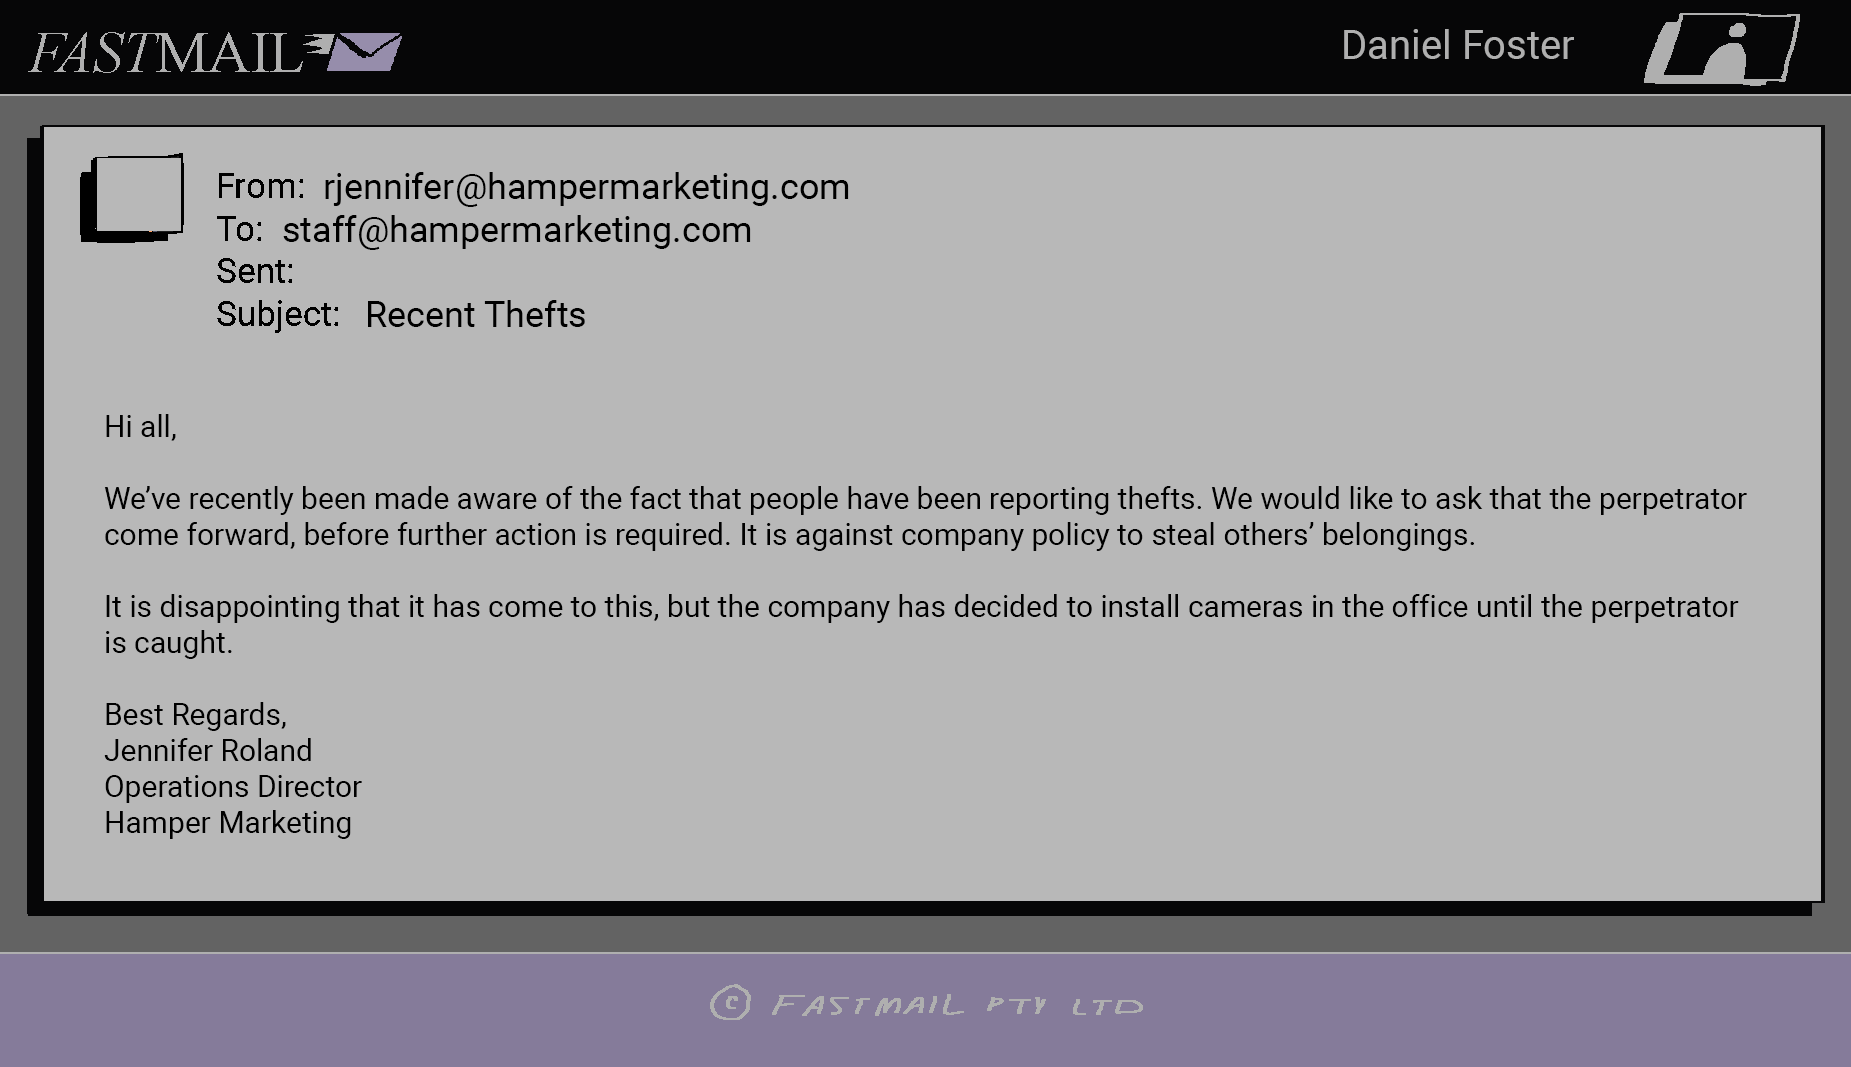 FASTMAIL
Daniel Foster
From: rjennifer@hampermarketing.com
To: staff@hampermarketing.com
Sent:
Subject: Recent Thefts
Hi all,
We’ve recently been made aware of the fact that people have been reporting thefts. We would like to ask that the perpetrator
come forward, before further action is required. It is against company policy to steal others’ belongings.
It is disappointing that it has come to this, but the company has decided to install cameras in the office until the perpetrator
is caught.
Best Regards,
Jennifer Roland
Operations Director
Hamper Marketing
© FASTMAIL PTY LTD